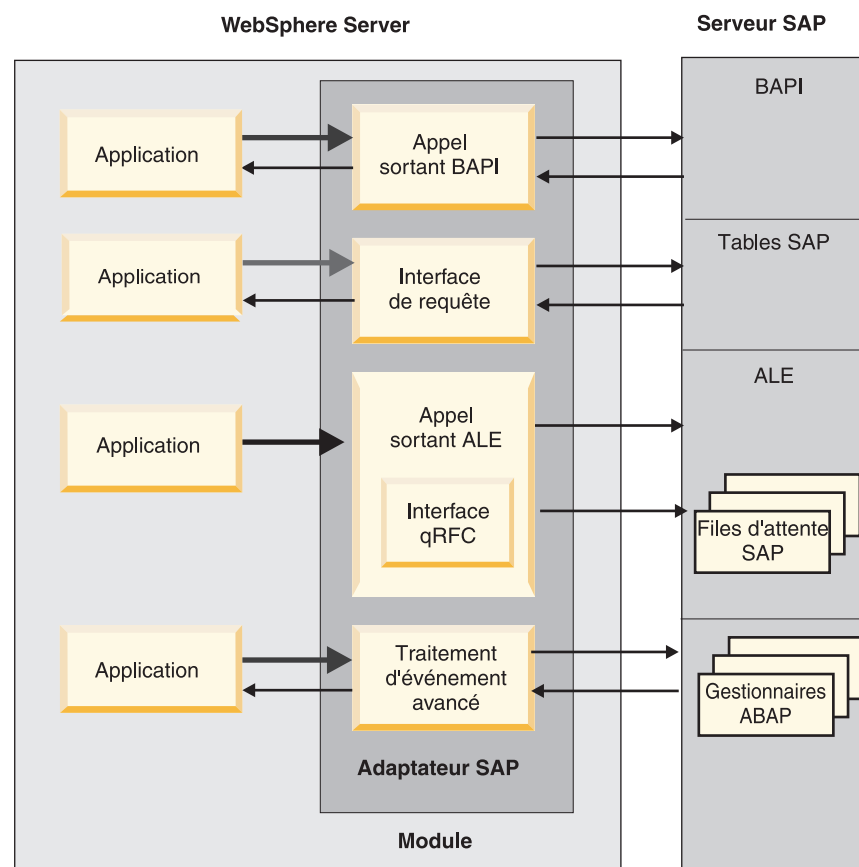 WebSphere Server
Serveur SAP
Application
Appel
sortant BAPI
BAPI
Application
Interface
de requête
Tables SAP
Application
Appel
sortant ALE
Interface
qRFC
ALE
Files d'attente
SAP
Application
Traitement
d'événement
avancé
Gestionnaires
ABAP
Adaptateur SAP
Module